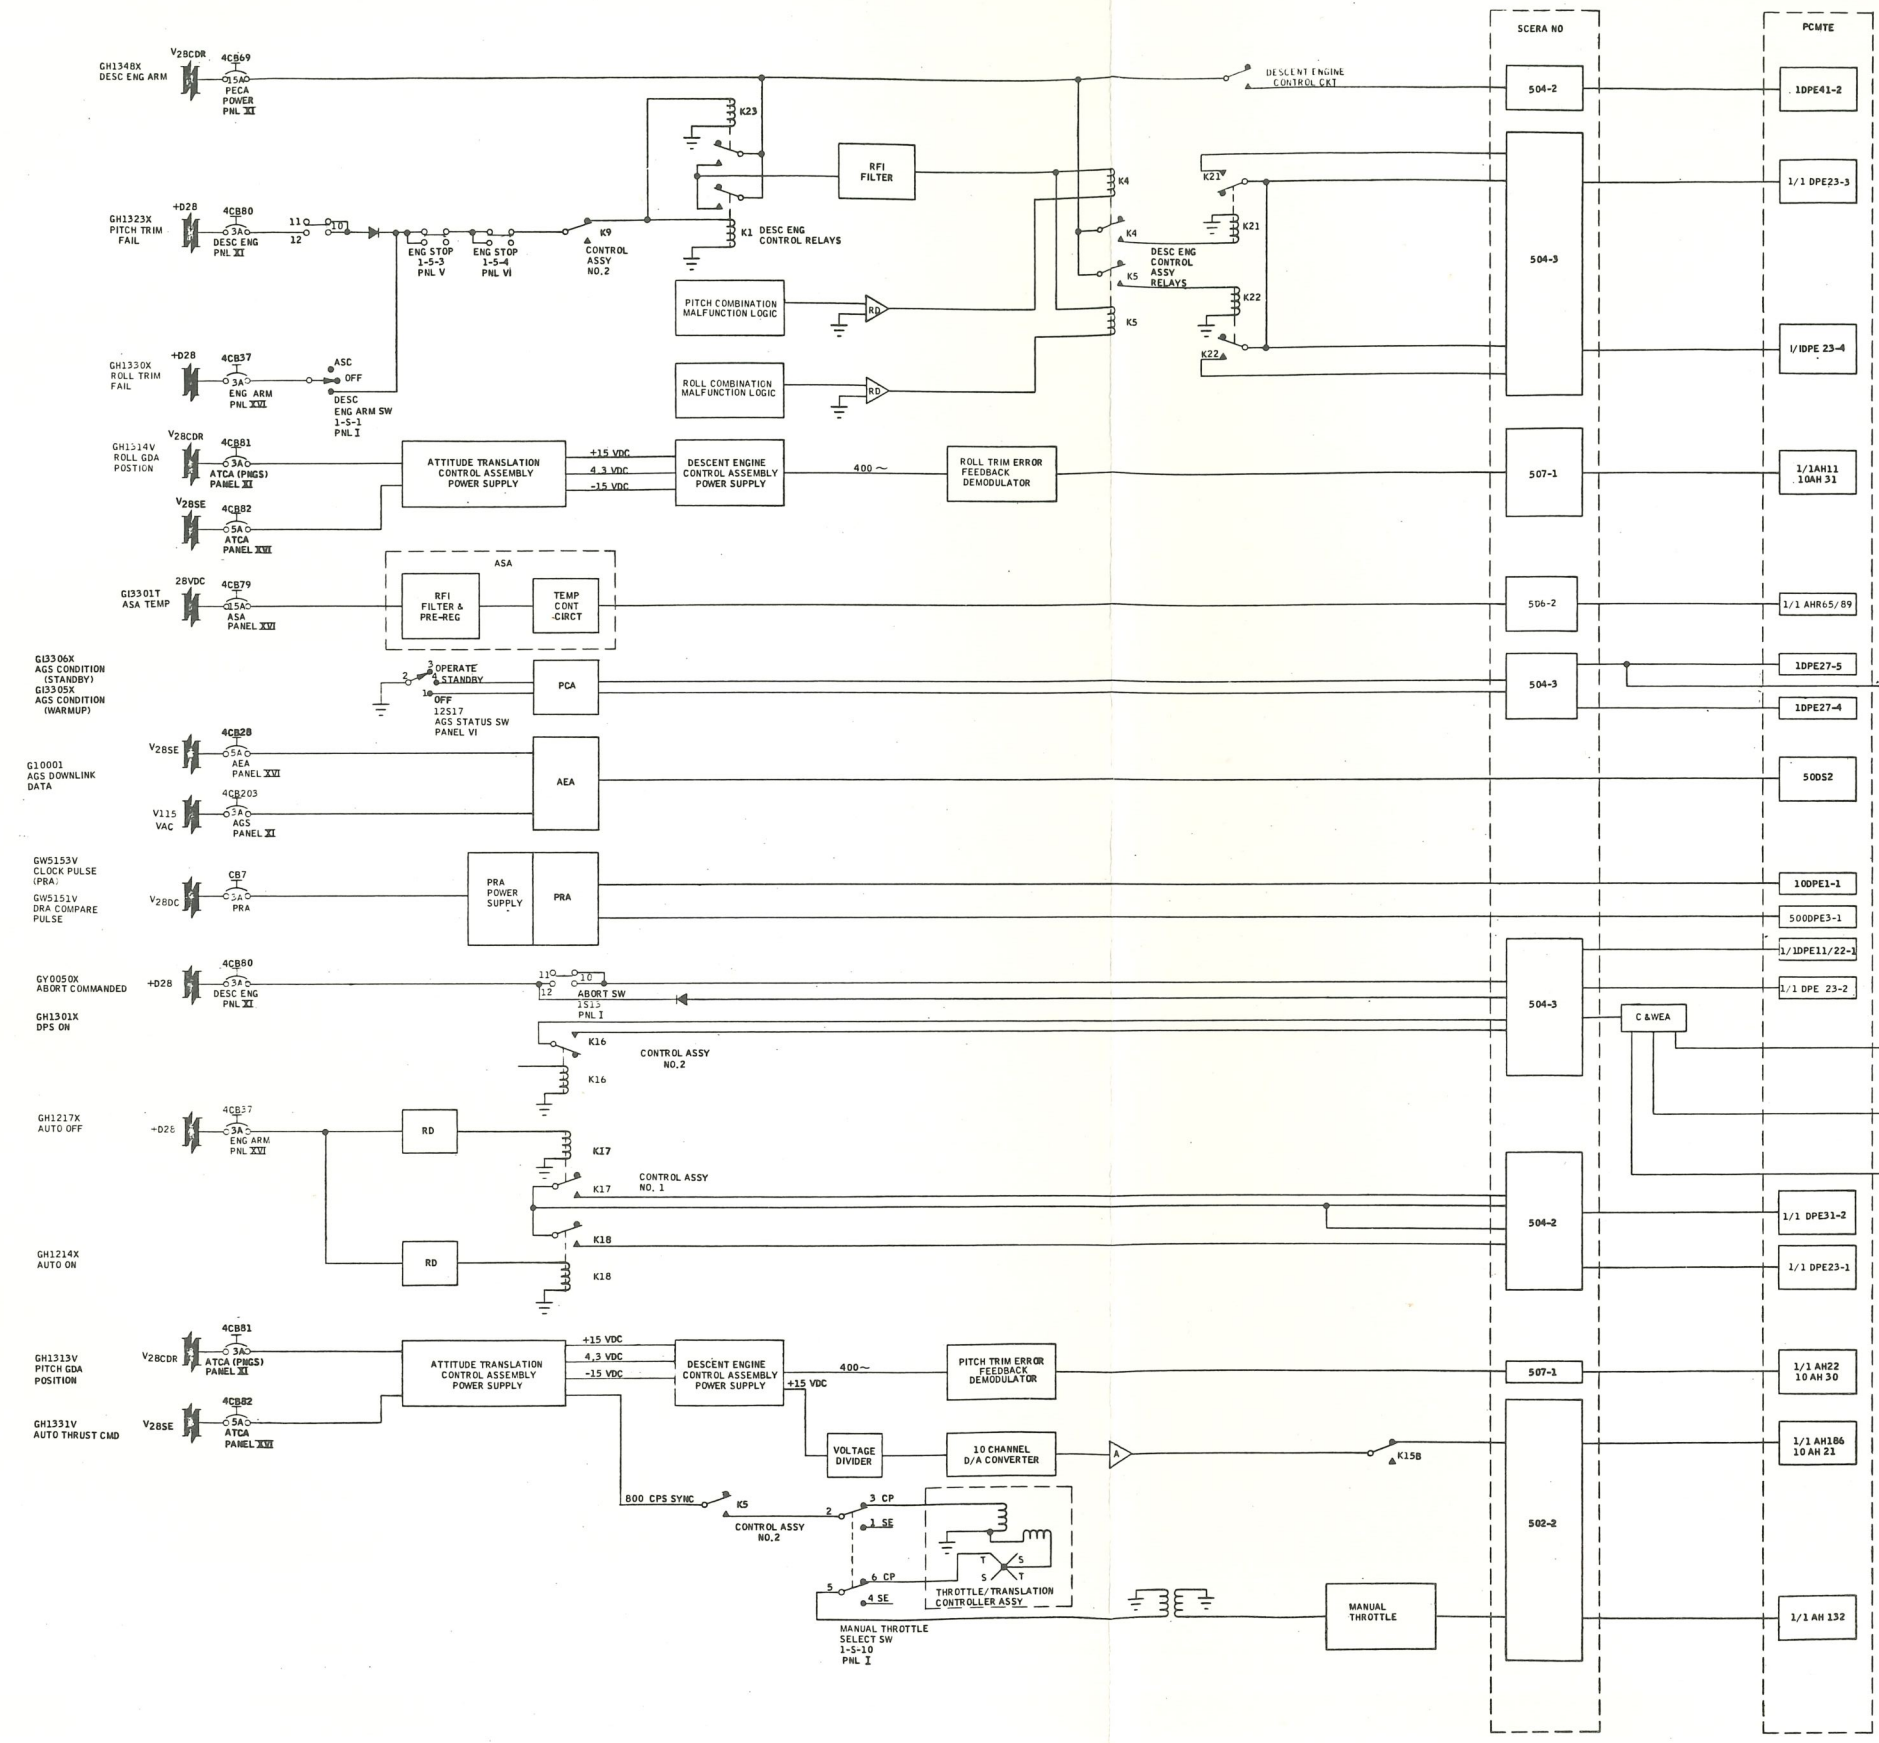 SCERA NO
PCMTE
GH1348X
DESC ENG ARM
V28CDR
4CB69
15A
PECA
POWER
PNL XI
K23
DESCENT ENGINE
CONTROL CKT
504-2
1DPE41-2
RFI
FILTER
K4
K21
K21
K4
504-3
1/1 DPE23-3
GH1323X
PITCH TRIM
FAIL
+D28
4CB80
3A
DESC ENG
PNL XI
11
12
10
ENG STOP
1-5-3
PNL V
ENG STOP
1-5-4
PNL VI
K9
CONTROL
ASSY
NO.2
K1
DESC ENG
CONTROL RELAYS
DESC ENG
CONTROL
ASSY
RELAYS
K5
K22
K5
K22
PITCH COMBINATION
MALFUNCTION LOGIC
RD
1/1DPE 23-4
GH1330X
ROLL TRIM
FAIL
+D28
4CB37
3A
ENG ARM
PNL XVI
ASC
OFF
DESC
ENG ARM SW
1-S-1
PNL I
ROLL COMBINATION
MALFUNCTION LOGIC
RD
GH1314V
ROLL GDA
POSTION
V28CDR
4CB81
3A
ATCA (PNGS)
PANEL XI
V28SE
4CB82
5A
ATCA
PANEL XVI
ATTITUDE TRANSLATION
CONTROL ASSEMBLY
POWER SUPPLY
+15 VDC
4.3 VDC
-15 VDC
DESCENT ENGINE
CONTROL ASSEMBLY
POWER SUPPLY
400 ~
ROLL TRIM ERROR
FEEDBACK
DEMODULATOR
507-1
1/1AH11
10AH 31
GI3301T
ASA TEMP
28VDC
4CB79
15A
ASA
PANEL XVI
ASA
RFI
FILTER &
PRE-REG
TEMP
CONT
CIRCT
506-2
1/1 AHR65/89
GI3306X
AGS CONDITION
(STANDBY)
GI3305X
AGS CONDITION
(WARMUP)
2
3
OPERATE
4
STANDBY
1
OFF
12S17
AGS STATUS SW
PANEL VI
PCA
504-3
1DPE27-5
1DPE27-4
G10001
AGS DOWNLINK
DATA
V28SE
4CB28
5A
AEA
PANEL XVI
V115
VAC
4CB203
3A
AGS
PANEL XI
AEA
50DS2
GW5153V
CLOCK PULSE
(PRA)
GW5151V
DRA COMPARE
PULSE
V28DC
CB7
3A
PRA
PRA
POWER
SUPPLY
PRA
10DPE1-1
500DPE3-1
GY0050X
ABORT COMMANDED
+D28
4CB80
3A
DESC ENG
PNL XI
11
12
10
ABORT SW
1S13
PNL I
504-3
1/1DPE11/22-1
1/1 DPE 23-2
GH1301X
DPS ON
K16
K16
CONTROL ASSY
NO.2
C &WEA
GH1217X
AUTO OFF
+D28
4CB37
3A
ENG ARM
PNL XVI
RD
K17
K17
CONTROL ASSY
NO. 1
504-2
1/1 DPE31-2
GH1214X
AUTO ON
RD
K18
K18
1/1 DPE23-1
GH1313V
PITCH GDA
POSITION
V28CDR
4CB81
3A
ATCA (PNGS)
PANEL XI
GH1331V
AUTO THRUST CMD
V28SE
4CB82
5A
ATCA
PANEL XVI
ATTITUDE TRANSLATION
CONTROL ASSEMBLY
POWER SUPPLY
+15 VDC
4.3 VDC
-15 VDC
DESCENT ENGINE
CONTROL ASSEMBLY
POWER SUPPLY
400~
+15 VDC
PITCH TRIM ERROR
FEEDBACK
DEMODULATOR
507-1
1/1 AH22
10 AH 30
VOLTAGE
DIVIDER
10 CHANNEL
D/A CONVERTER
A
K15B
1/1 AH186
10 AH 21
800 CPS SYNC
K5
CONTROL ASSY
NO.2
2
3 CP
1 SE
5
6 CP
4 SE
T
S
S
T
THROTTLE/TRANSLATION
CONTROLLER ASSY
MANUAL THROTTLE
SELECT SW
1-S-10
PNL I
MANUAL
THROTTLE
502-2
1/1 AH 132